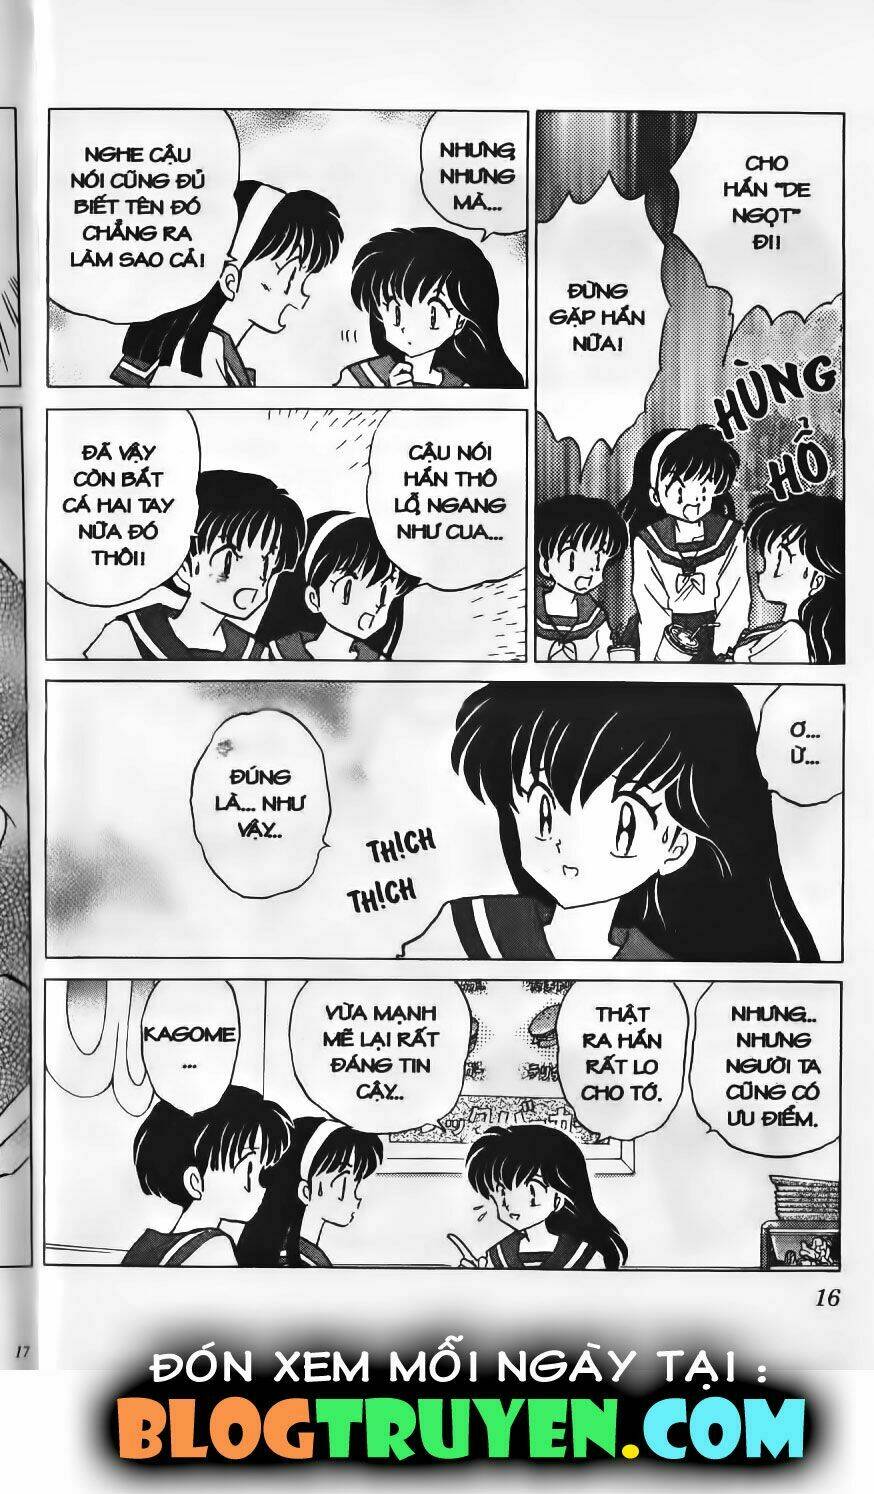 CHO
HẮN "DE
NGỌT"
ĐI!
ĐỪNG
GẶP HẮN
NỮA!
HÙNG
HỔ
NHƯNG,
NHƯNG
MÀ...
NGHE CẬU
NÓI CŨNG ĐỦ
BIẾT TÊN ĐÓ
CHẲNG RA
LÀM SAO CẢ!
CẬU NÓI
HẮN THÔ
LỖ, NGANG
NHƯ CUA...
ĐÃ VẬY
CÒN BẮT
CÁ HAI TAY
NỮA ĐÓ
THÔI!
Ơ...
Ừ...
THỊCH
THỊCH
ĐÚNG
LÀ... NHƯ
VẬY...
NHƯNG...
NHƯNG
NGƯỜI TA
CŨNG CÓ
ƯU ĐIỂM.
THẬT
RA HẮN
RẤT LO
CHO TỚ.
VỪA MẠNH
MẼ LẠI RẤT
ĐÁNG TIN
CẬY...
KAGOME
...
16
17
ĐÓN XEM MỖI NGÀY TẠI :
BLOGTRUYEN.COM